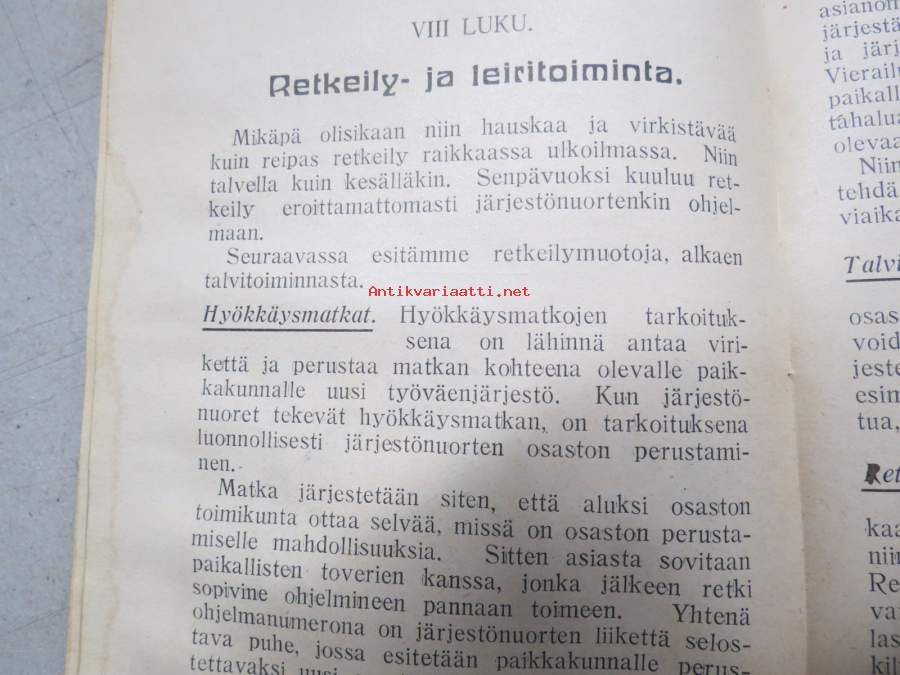 VIII LUKU.
Retkeily- ja leiritoiminta.
Mikäpä olisikaan niin hauskaa ja virkistävää
kuin reipas retkeily raikkaassa ulkoilmassa. Niin
talvella kuin kesälläkin. Senpävuoksi kuuluu ret-
keily eroittamattomasti järjestönuortenkin ohjel-
maan.
Seuraavassa esitämme retkeilymuotoja, alkaen
talvitoiminnasta.
Antikvariaatti.net
Hyökkäysmatkat. Hyökkäysmatkojen tarkoituk-
sena on lähinnä antaa viri-
kettä ja perustaa matkan kohteena olevalle paik-
kakunnalle uusi työväenjärjestö. Kun järjestö-
nuoret tekevät hyökkäysmatkan, on tarkoituksena
luonnollisesti järjestönuorten osaston perustami-
nen.
Matka järjestetään siten, että aluksi osaston
toimikunta ottaa selvää, missä on osaston perusta-
miselle mahdollisuuksia. Sitten asiasta sovitaan
paikallisten toverien kanssa, jonka jälkeen retki
sopivine ohjelmineen pannaan toimeen. Yhtenä
ohjelmanumerona on järjestönuorten liikettä selos-
tava puhe, jossa esitetään paikkakunnalle perus-
tettavaksi uusi
asianom
järjestä
ja järj
Vierailu
paikall
tahalua
olevaa
Niin
tehdä
viaika
Talvi
osas
void
jeste
esim
tua,
Ret
kaa
niin
Re
va
las
kil